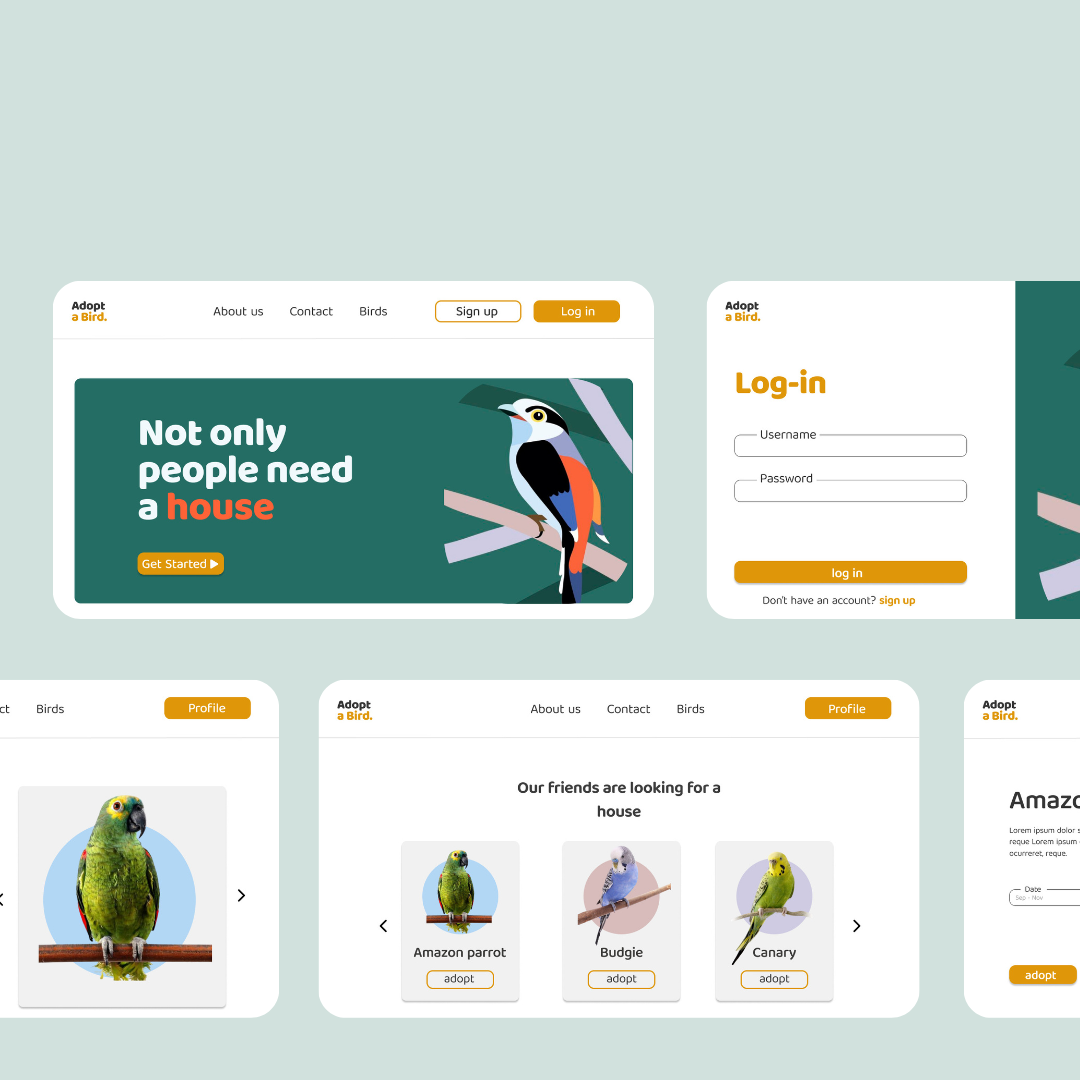 Adopt
a Bird.
About us Contact Birds Sign up Log in
Not only
people need
a house
Get Started
Adopt
a Bird.
Log-in
Username
Password
log in
Don't have an account? sign up
ct Birds Profile
Adopt
a Bird.
About us Contact Birds Profile
Our friends are looking for a
house
Amazon parrot Budgie Canary
adopt adopt adopt
Adopt
a Bird.
Amazo
Lorem ipsum dolor s
reque Lorem ipsum
ocurreret, reque.
Date
Sep - Nov
adopt